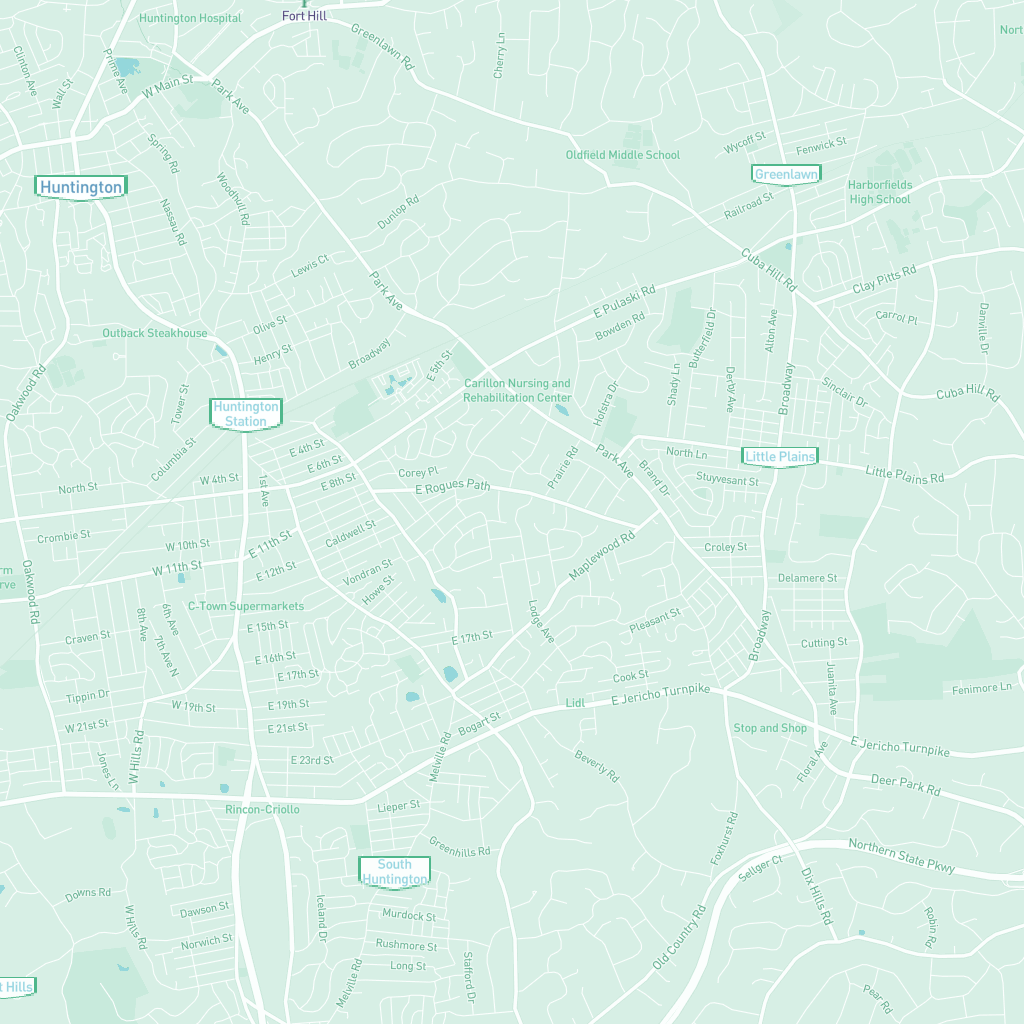 Huntington Hospital
Fort Hill
North
Greenlawn Rd
Cherry Ln
Clinton Ave
Wall St
Prime Ave
W Main St
Park Ave
Spring Rd
Oldfield Middle School
Wycoff St
Fenwick St
Huntington
Greenlawn
Harborfields
High School
Woodhull Rd
Nassau Rd
Dunlop Rd
Railroad St
Lewis Ct
Park Ave
Cuba Hill Rd
Clay Pitts Rd
E Pulaski Rd
Bowden Rd
Carrol Pl
Danville Dr
Olive St
Outback Steakhouse
Henry St
Broadway
E 5th St
Butterfield Dr
Alton Ave
Oakwood Rd
Tower St
Carillon Nursing and
Rehabilitation Center
Hofstra Dr
Shady Ln
Derby Ave
Broadway
Sinclair Dr
Cuba Hill Rd
Huntington
Station
Columbia St
E 4th St
E 6th St
E 8th St
Corey Pl
E Rogues Path
Prairie Rd
Park Ave
Brand Dr
North Ln
Little Plains
Little Plains Rd
Stuyvesant St
North St
W 4th St
1st Ave
Crombie St
W 10th St
E 11th St
Caldwell St
Maplewood Rd
Croley St
W 11th St
E 12th St
Vondran St
Howe St
Delamere St
rm
rve
Oakwood Rd
C-Town Supermarkets
8th Ave
6th Ave
7th Ave N
Craven St
E 15th St
E 17th St
Lodge Ave
Pleasant St
Broadway
Cutting St
Juanita Ave
E 16th St
E 17th St
Cook St
Fenimore Ln
Tippin Dr
W 19th St
E 19th St
Lidl
E Jericho Turnpike
W 21st St
E 21st St
Bogart St
Stop and Shop
E Jericho Turnpike
W Hills Rd
Jones Ln
E 23rd St
Melville Rd
Beverly Rd
Floral Ave
Deer Park Rd
Rincon-Criollo
Lieper St
Greenhills Rd
Foxhurst Rd
Northern State Pkwy
South
Huntington
Sellger Ct
Dix Hills Rd
Downs Rd
W Hills Rd
Dawson St
Iceland Dr
Murdock St
Old Country Rd
Robin Rd
Norwich St
Rushmore St
Long St
Melville Rd
Stafford Dr
t Hills
Pear Rd